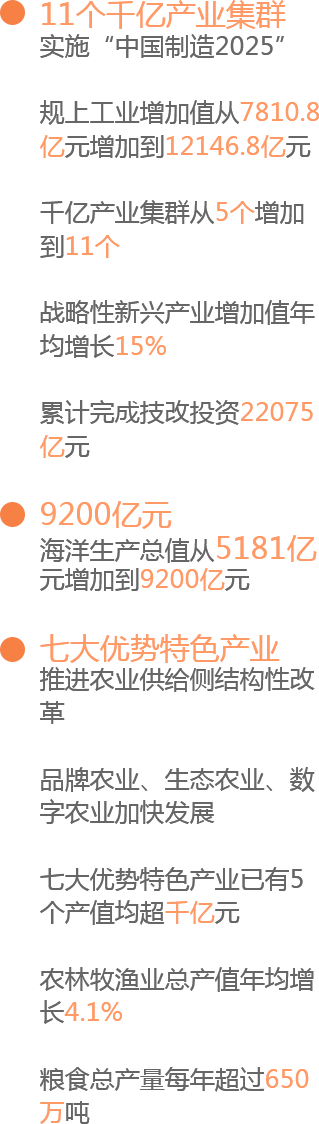 11个千亿产业集群
实施“中国制造2025”
规上工业增加值从7810.8
亿元增加到12146.8亿元
千亿产业集群从5个增加
到11个
战略性新兴产业增加值年
均增长15%
累计完成技改投资22075
亿元
9200亿元
海洋生产总值从5181亿
元增加到9200亿元
七大优势特色产业
推进农业供给侧结构性改
革
品牌农业、生态农业、数
字农业加快发展
七大优势特色产业已有5
个产值均超千亿元
农林牧渔业总产值年均增
长4.1%
粮食总产量每年超过650
万吨